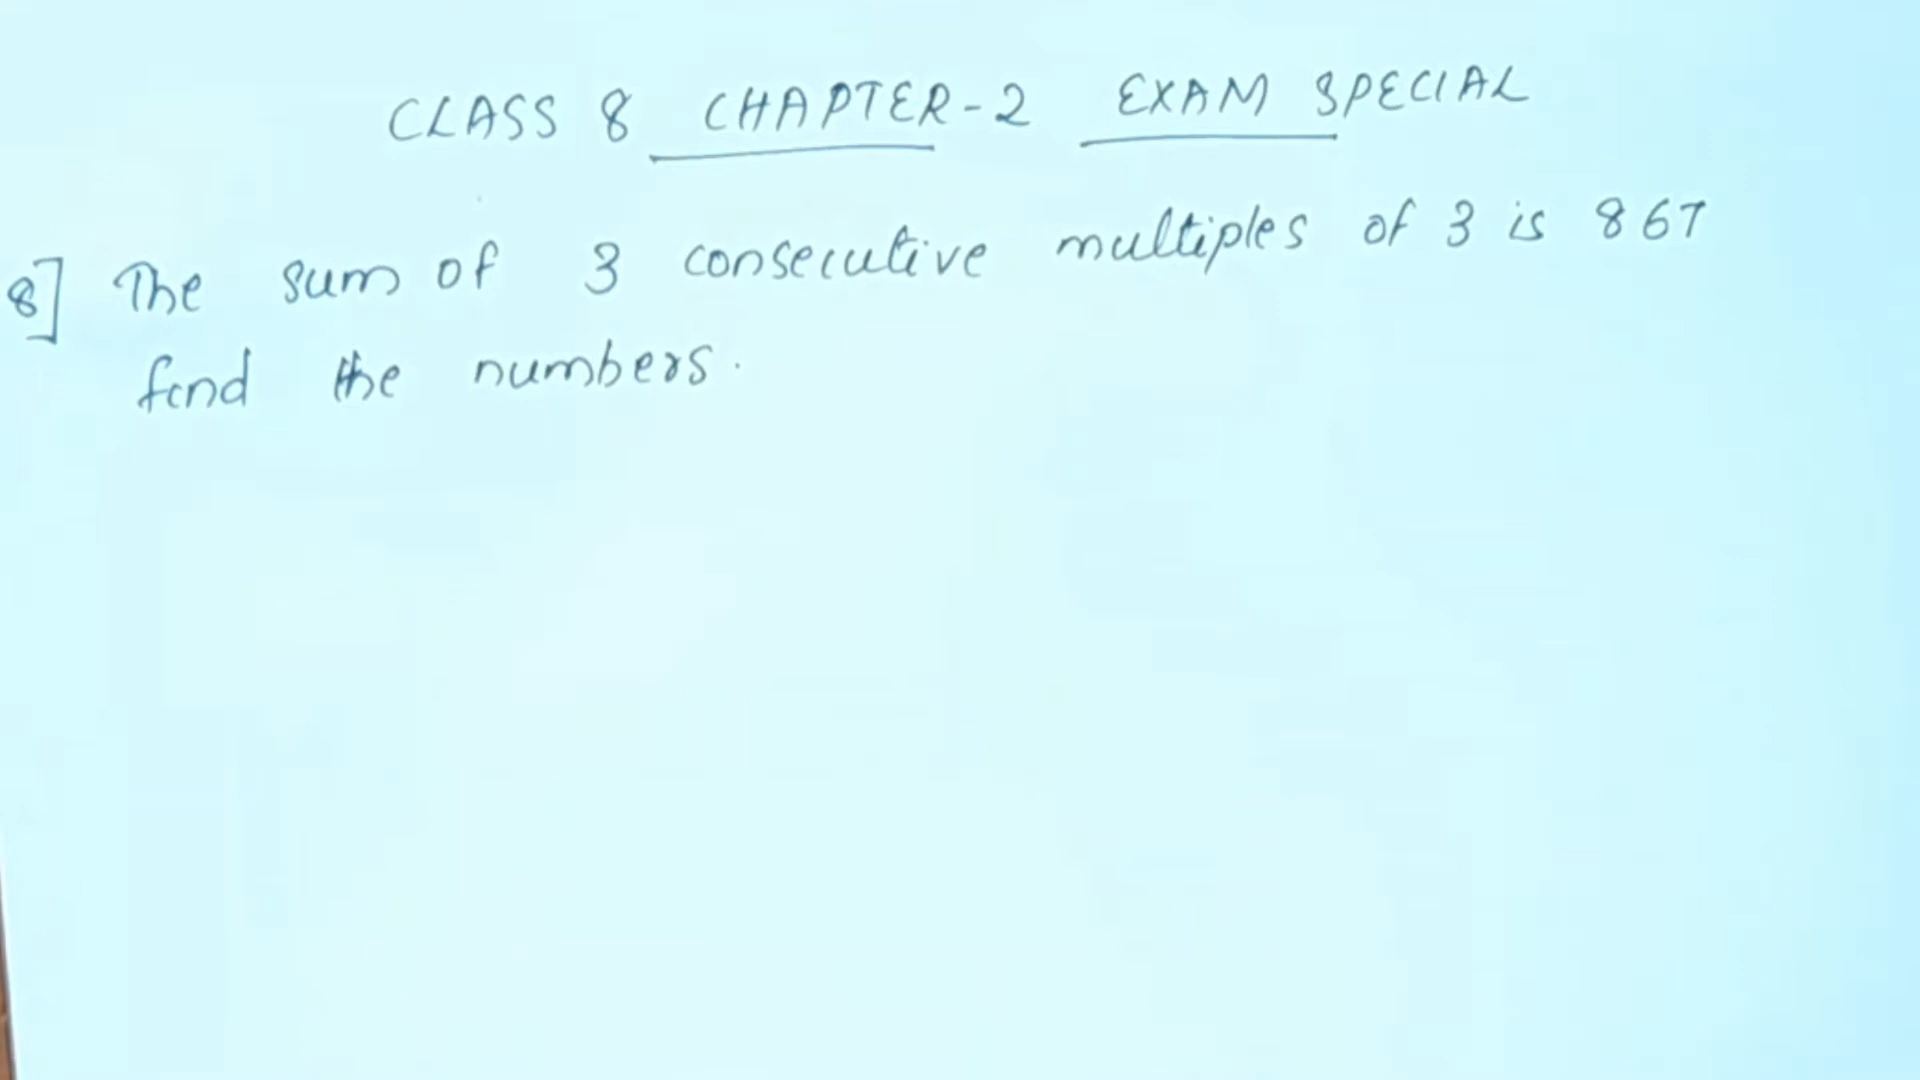 CLASS 8 CHAPTER-2 EXAM SPECIAL
8] The sum of 3 consecutive multiples of 3 is 867
find the numbers.